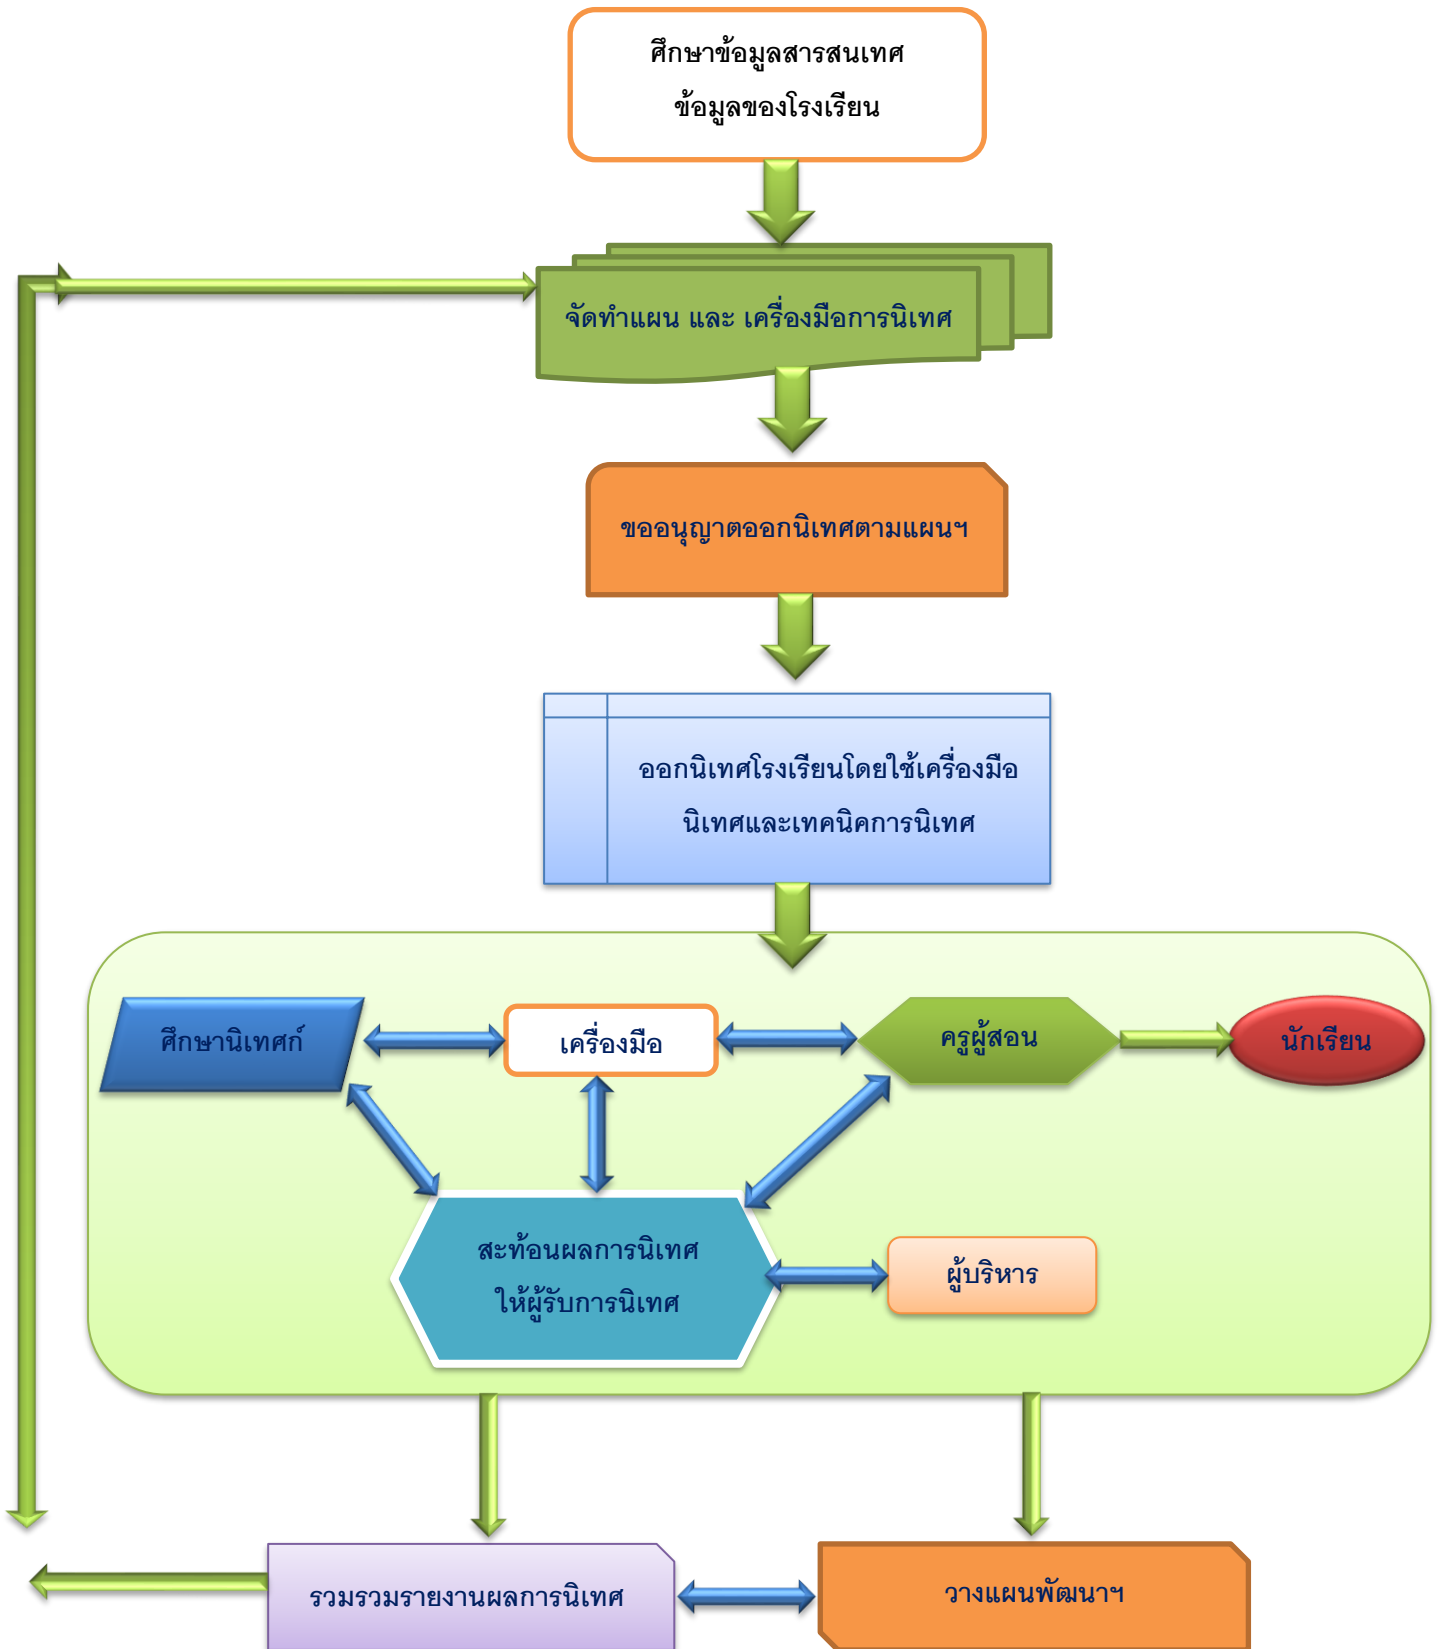 ศึกษาข้อมูลสารสนเทศ
ข้อมูลของโรงเรียน
จัดทำแผน และ เครื่องมือการนิเทศ
ขออนุญาตออกนิเทศตามแผนฯ
ออกนิเทศโรงเรียนโดยใช้เครื่องมือ
นิเทศและเทคนิคการนิเทศ
ศึกษานิเทศก์
เครื่องมือ
ครูผู้สอน
นักเรียน
สะท้อนผลการนิเทศ
ให้ผู้รับการนิเทศ
ผู้บริหาร
รวมรวมรายงานผลการนิเทศ
วางแผนพัฒนาฯ